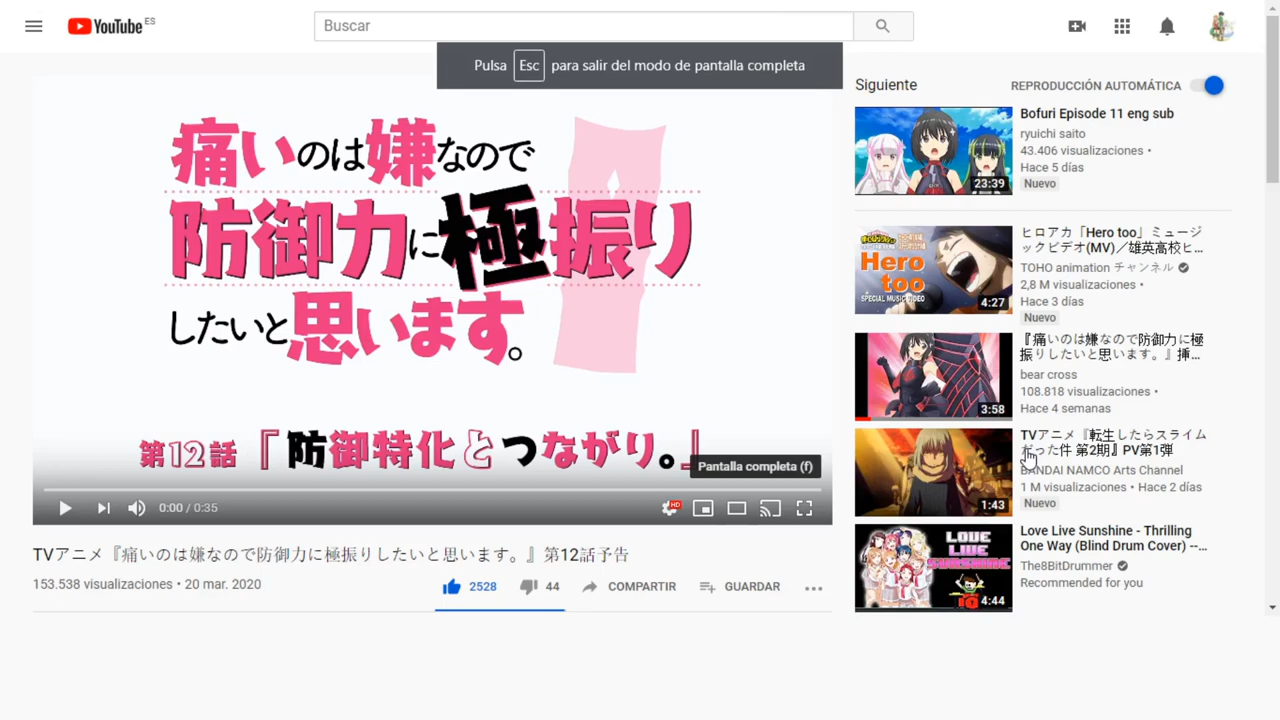 YouTube ES
Buscar
Pulsa Esc para salir del modo de pantalla completa
痛いのは嫌なので
防御力に極振り
したいと思います。
第12話『防御特化とつながり。』
Pantalla completa (f)
0:00 / 0:35
HD
TVアニメ『痛いのは嫌なので防御力に極振りしたいと思います。』第12話予告
153.538 visualizaciones • 20 mar. 2020
2528
44
COMPARTIR
GUARDAR
Siguiente
REPRODUCCIÓN AUTOMÁTICA
23:39
Bofuri Episode 11 eng sub
ryuichi saito
43.406 visualizaciones •
Hace 5 días
Nuevo
Hero
too
SPECIAL MUSIC VIDEO
4:27
ヒロアカ「Hero too」ミュージ
ックビデオ(MV)／雄英高校ヒ...
TOHO animation チャンネル
2,8 M visualizaciones •
Hace 3 días
Nuevo
3:58
『痛いのは嫌なので防御力に極
振りしたいと思います。』挿...
bear cross
108.818 visualizaciones •
Hace 4 semanas
1:43
TVアニメ『転生したらスライム
だった件 第2期』PV第1弾
BANDAI NAMCO Arts Channel
1 M visualizaciones • Hace 2 días
Nuevo
LOVE
LIVE
SUNSHINE
4:44
Love Live Sunshine - Thrilling
One Way (Blind Drum Cover) --...
The8BitDrummer
Recommended for you